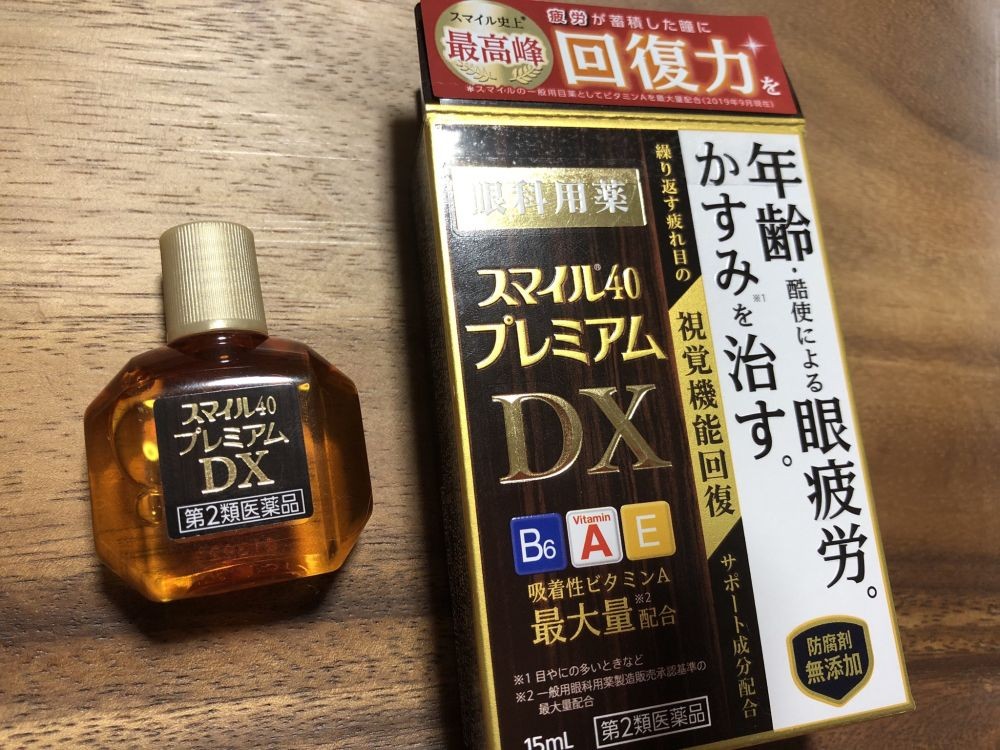 スマイル史上*
最高峰
疲労が蓄積した瞳に
回復力を
*スマイルの一般用目薬としてビタミンAを最大量配合(2019年9月現在)
眼科用薬
スマイル®40
プレミアム
DX
B6
Vitamin
A
E
吸着性ビタミンA
最大量※2配合
※1 目やにの多いときなど
※2 一般用眼科用薬製造販売承認基準の
最大量配合
15mL
第2類医薬品
繰り返す疲れ目の
視覚機能回復
サポート成分配合
年齢・酷使による眼疲労。
かすみ※1を治す。
防腐剤
無添加
スマイル40
プレミアム
DX
第2類医薬品